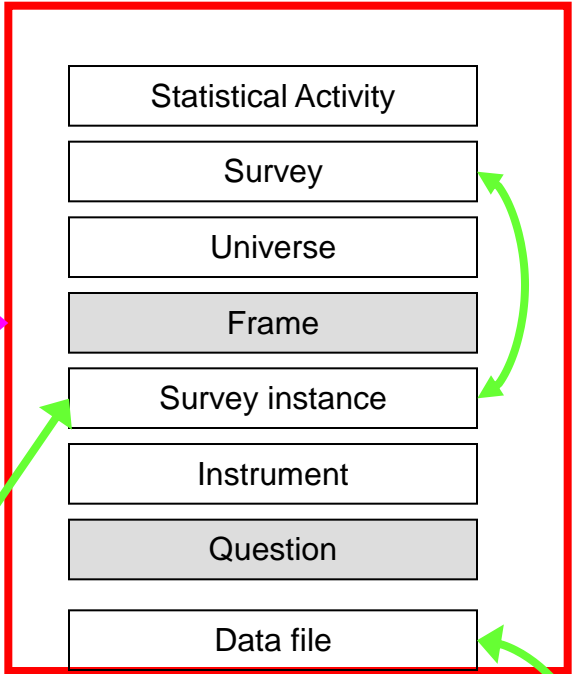 Statistical Activity
Survey
Universe
Frame
Survey instance
Instrument
Question
Data file